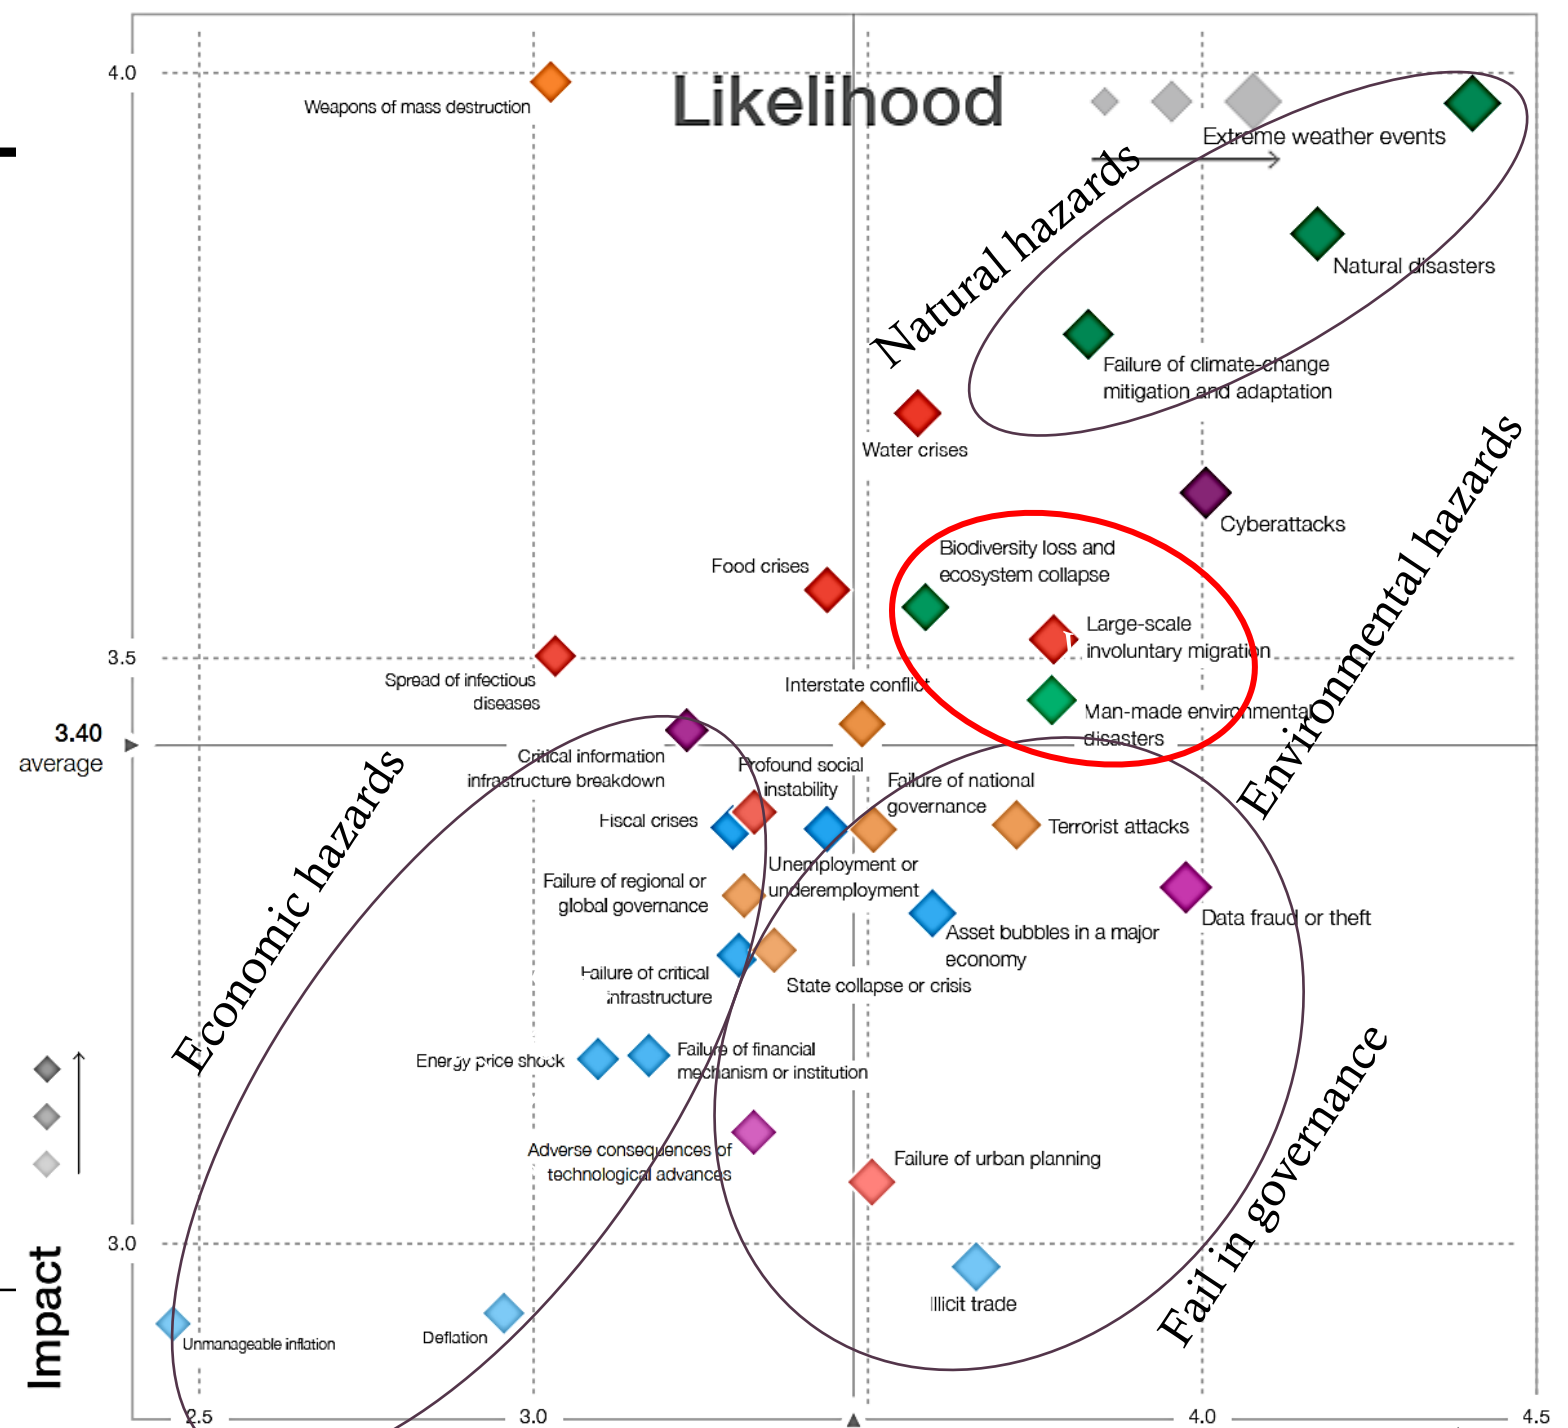 4.0
Likelihood
Weapons of mass destruction
Extreme weather events
Natural hazards
Natural disasters
Failure of climate-change
mitigation and adaptation
Water crises
Cyberattacks
Environmental hazards
Biodiversity loss and
ecosystem collapse
Food crises
Large-scale
involuntary migration
3.5
Spread of infectious
diseases
Interstate conflict
Man-made environmental
disasters
3.40
average
Critical information
infrastructure breakdown
Profound social
instability
Failure of national
governance
Economic hazards
Fiscal crises
Terrorist attacks
Unemployment or
underemployment
Failure of regional or
global governance
Data fraud or theft
Asset bubbles in a major
economy
Failure of critical
infrastructure
State collapse or crisis
Energy price shock
Failure of financial
mechanism or institution
Adverse consequences of
technological advances
Failure of urban planning
Fail in governance
3.0
Impact
Illicit trade
Unmanageable inflation
Deflation
2.5
3.0
4.0
4.5